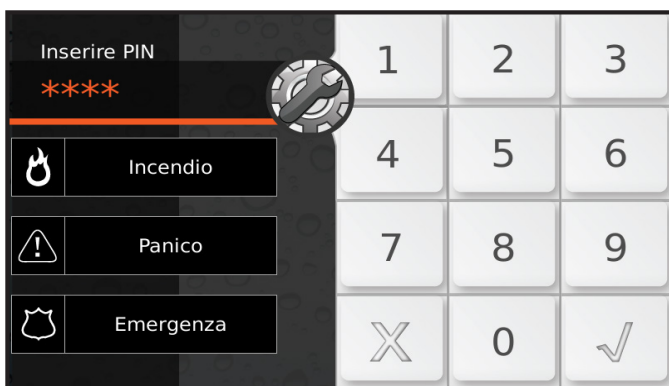 Inserire PIN
****
Incendio
Panico
Emergenza
1 2 3
4 5 6
7 8 9
X 0 √